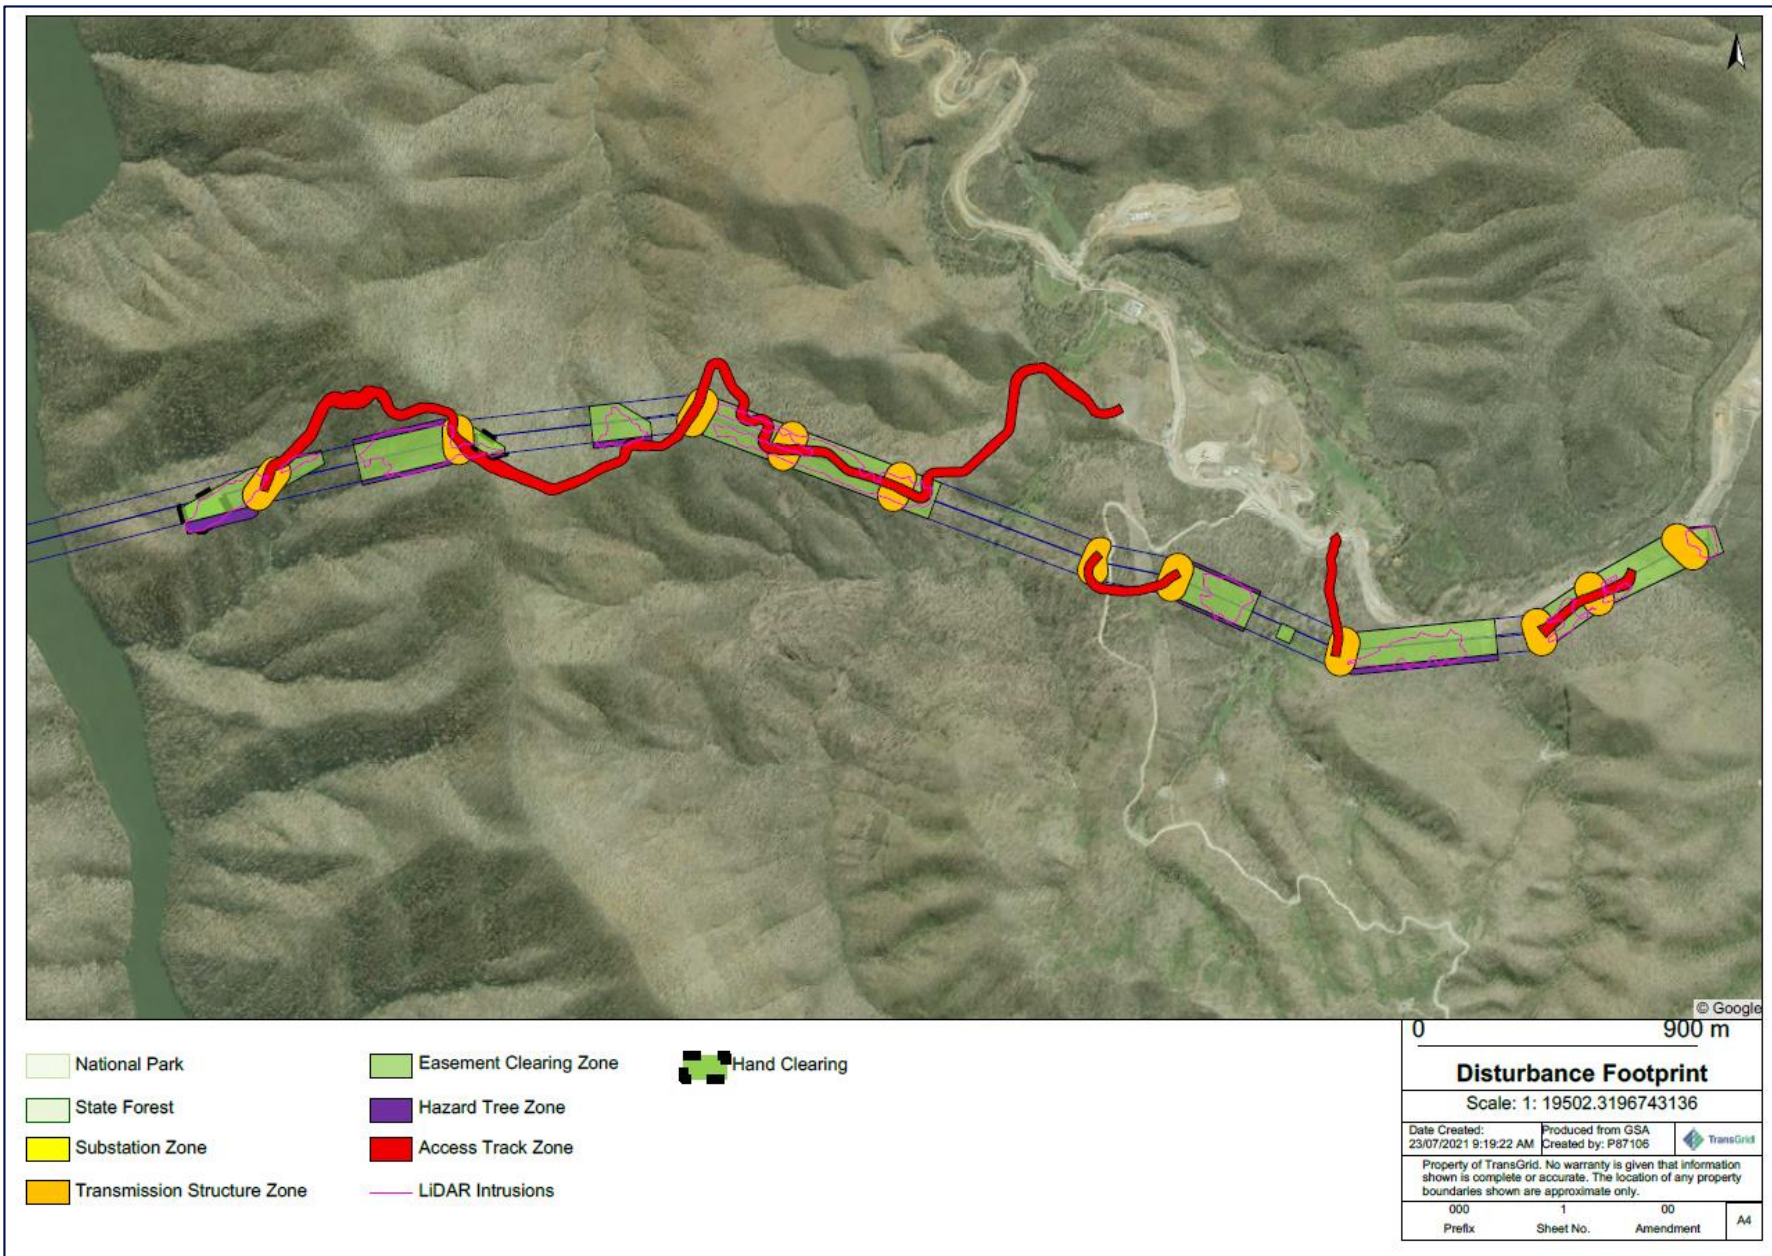 © Google
National Park
State Forest
Substation Zone
Transmission Structure Zone
Easement Clearing Zone
Hazard Tree Zone
Access Track Zone
LiDAR Intrusions
Hand Clearing
0 900 m
Disturbance Footprint
Scale: 1: 19502.3196743136
Date Created:
23/07/2021 9:19:22 AM
Produced from GSA
Created by: P87106
TransGrid
Property of TransGrid. No warranty is given that information
shown is complete or accurate. The location of any property
boundaries shown are approximate only.
000 1 00
Prefix Sheet No. Amendment
A4